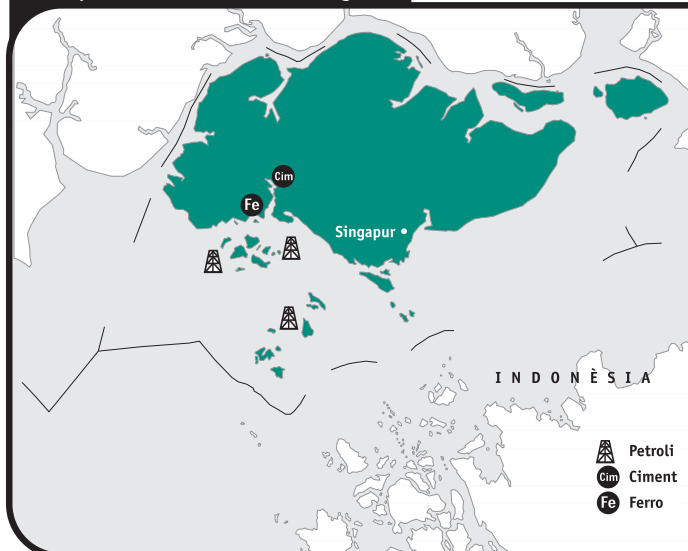 Cim
Fe
Singapur
INDONÈSIA
Petroli
Cim Ciment
Fe Ferro